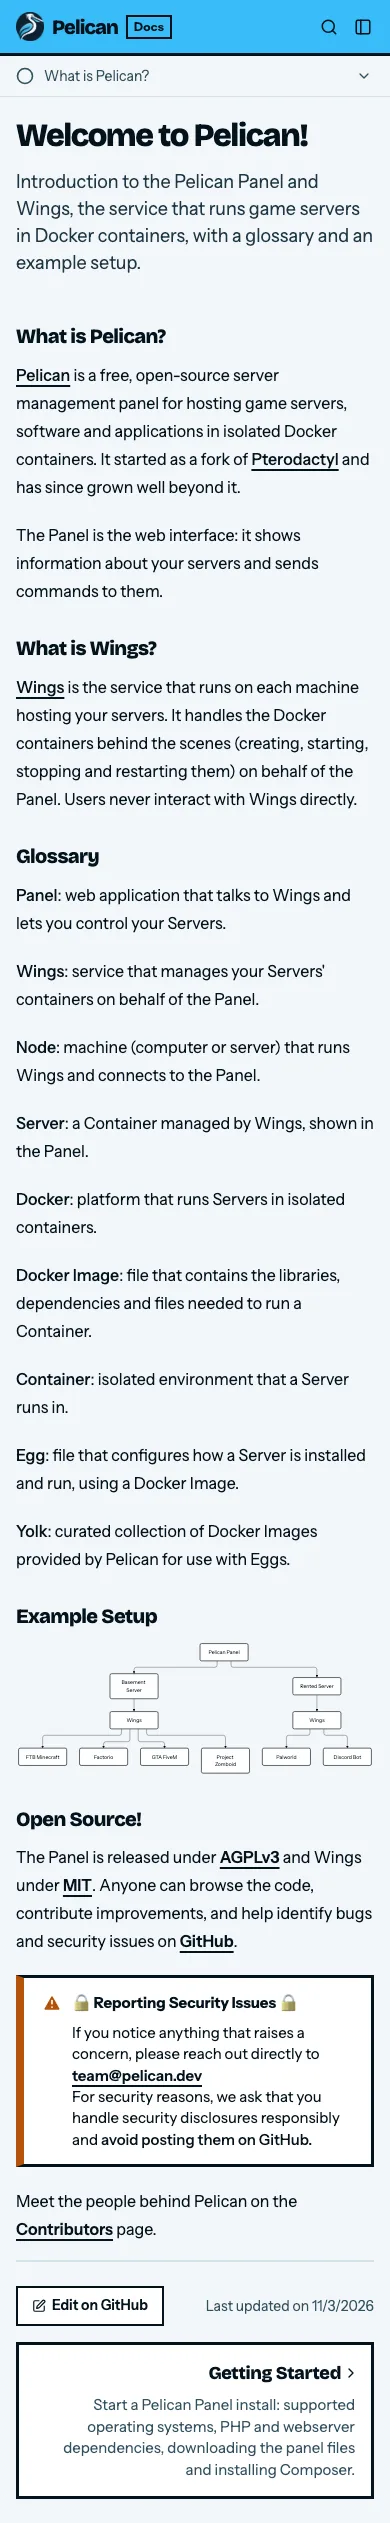 Pelican Docs
What is Pelican?
Welcome to Pelican!
Introduction to the Pelican Panel and
Wings, the service that runs game servers
in Docker containers, with a glossary and an
example setup.
What is Pelican?
Pelican is a free, open-source server
management panel for hosting game servers,
software and applications in isolated Docker
containers. It started as a fork of Pterodactyl and
has since grown well beyond it.
The Panel is the web interface: it shows
information about your servers and sends
commands to them.
What is Wings?
Wings is the service that runs on each machine
hosting your servers. It handles the Docker
containers behind the scenes (creating, starting,
stopping and restarting them) on behalf of the
Panel. Users never interact with Wings directly.
Glossary
Panel: web application that talks to Wings and
lets you control your Servers.
Wings: service that manages your Servers'
containers on behalf of the Panel.
Node: machine (computer or server) that runs
Wings and connects to the Panel.
Server: a Container managed by Wings, shown in
the Panel.
Docker: platform that runs Servers in isolated
containers.
Docker Image: file that contains the libraries,
dependencies and files needed to run a
Container.
Container: isolated environment that a Server
runs in.
Egg: file that configures how a Server is installed
and run, using a Docker Image.
Yolk: curated collection of Docker Images
provided by Pelican for use with Eggs.
Example Setup
Pelican Panel
Basement
Server
Rented Server
Wings
Wings
FTB Minecraft
Factorio
GTA FiveM
Project
Zomboid
Palworld
Discord Bot
Open Source!
The Panel is released under AGPLv3 and Wings
under MIT. Anyone can browse the code,
contribute improvements, and help identify bugs
and security issues on GitHub.
🔒 Reporting Security Issues 🔒
If you notice anything that raises a
concern, please reach out directly to
team@pelican.dev
For security reasons, we ask that you
handle security disclosures responsibly
and avoid posting them on GitHub.
Meet the people behind Pelican on the
Contributors page.
Edit on GitHub
Last updated on 11/3/2026
Getting Started
Start a Pelican Panel install: supported
operating systems, PHP and webserver
dependencies, downloading the panel files
and installing Composer.